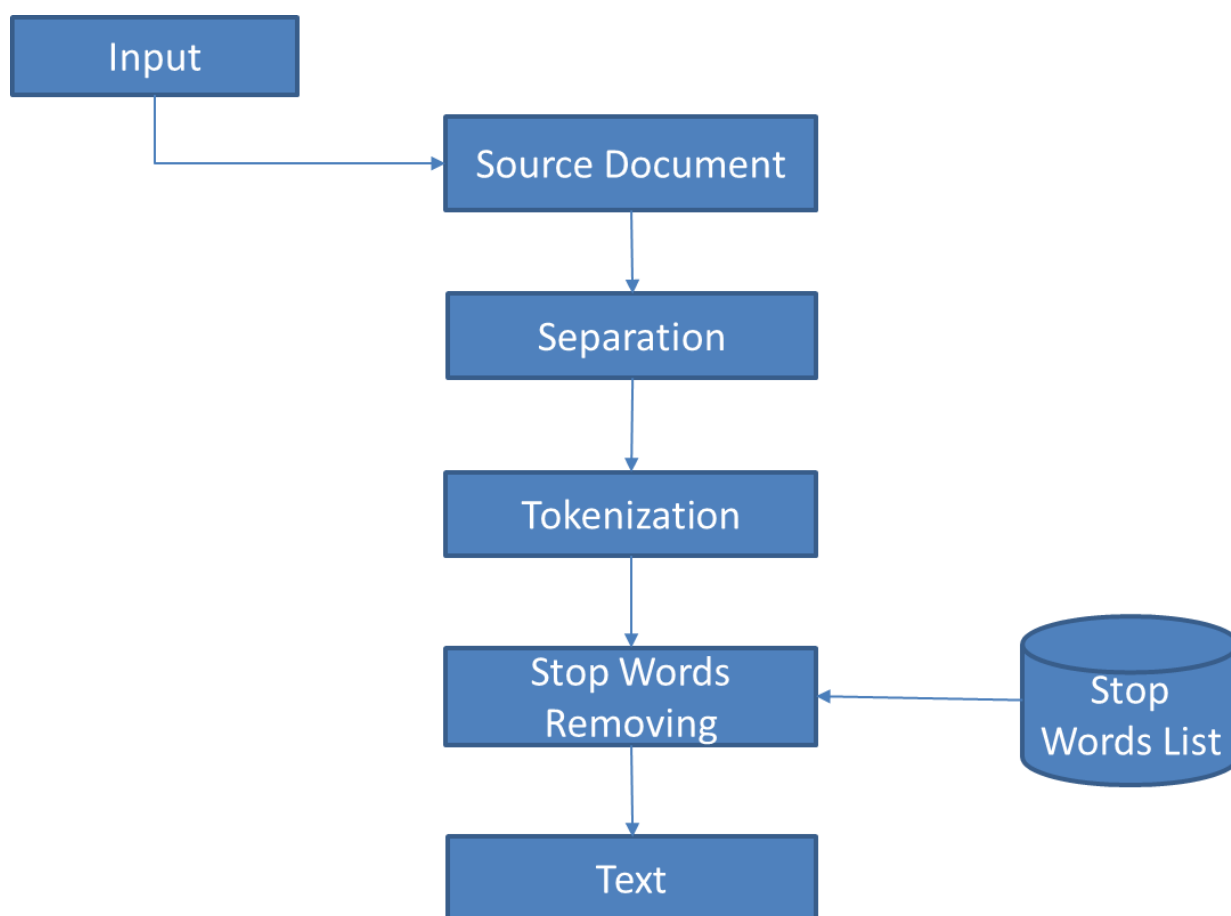 Input
Source Document
Separation
Tokenization
Stop Words
Removing
Stop
Words List
Text